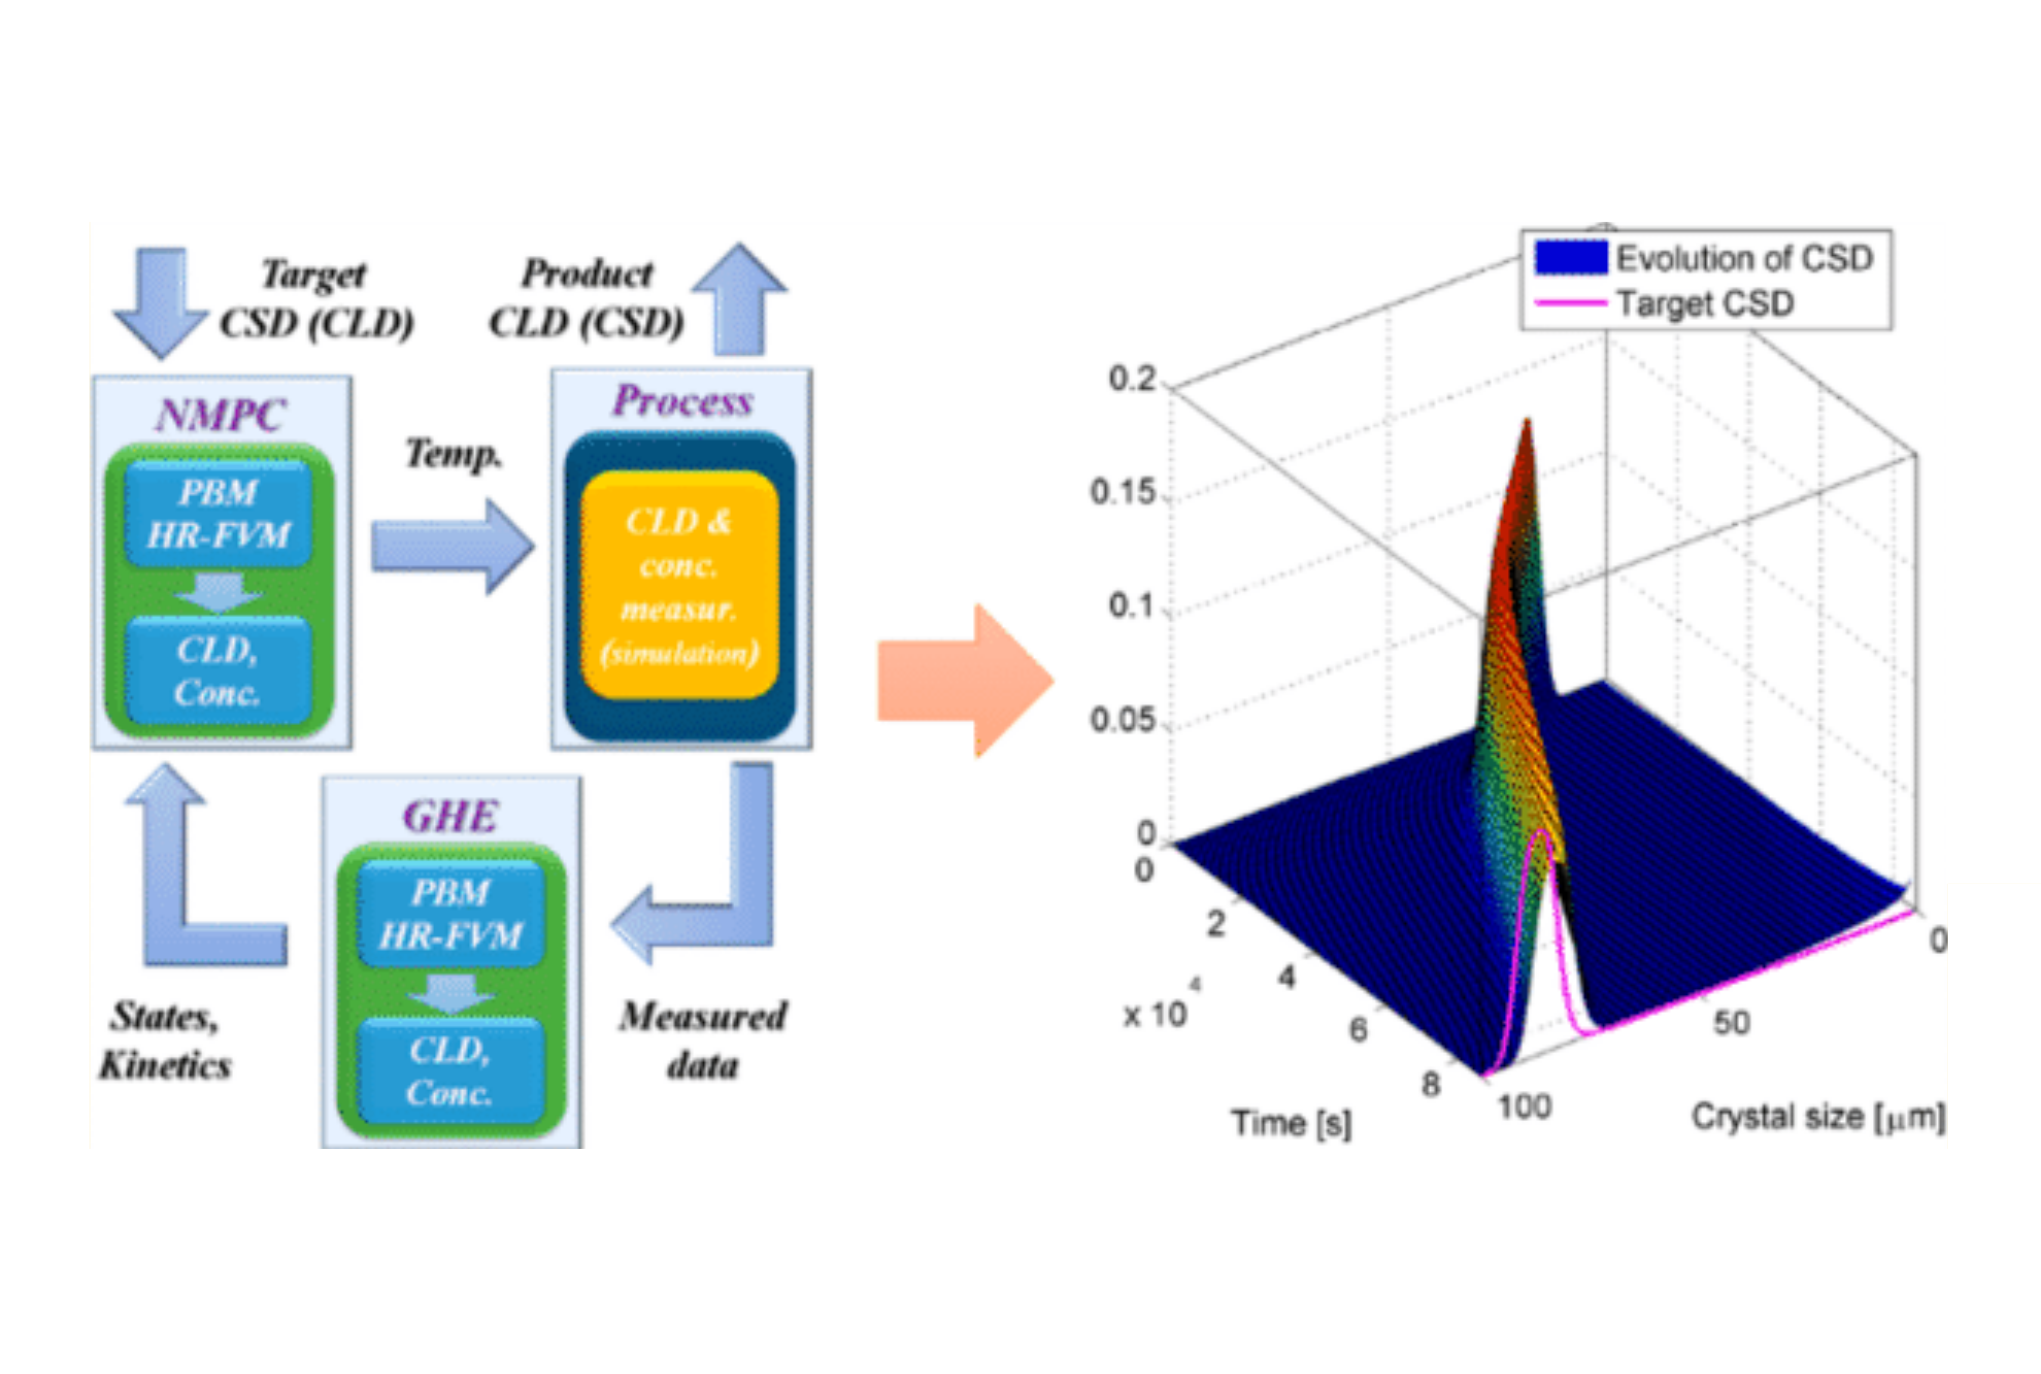 Target
CSD (CLD)
Product
CLD (CSD)
NMPC
PBM
HR-FVM
CLD,
Conc.
Temp.
Process
CLD &
conc.
measur.
(simulation)
GHE
PBM
HR-FVM
CLD,
Conc.
States,
Kinetics
Measured
data
Evolution of CSD
Target CSD
0.2
0.15
0.1
0.05
0
0
2
4
6
8
x 10 4
Time [s]
100
50
0
Crystal size [μm]